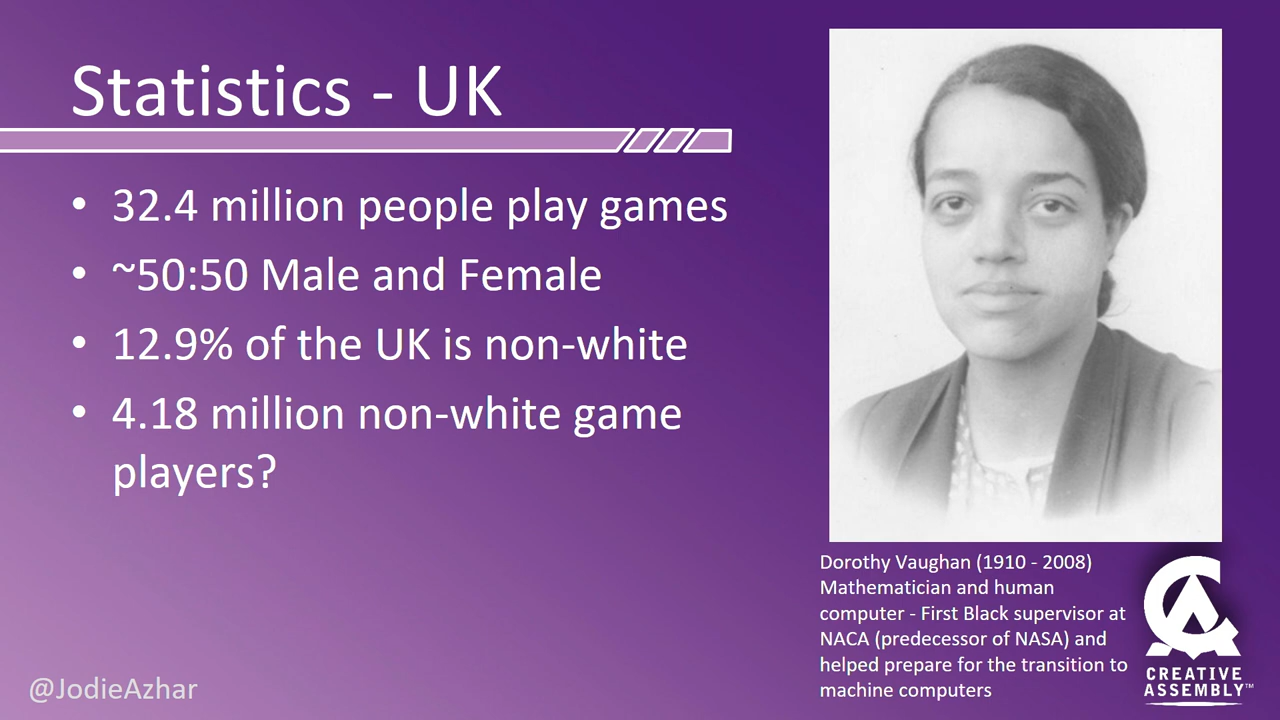 Statistics - UK
• 32.4 million people play games
• ~50:50 Male and Female
• 12.9% of the UK is non-white
• 4.18 million non-white game
players?
Dorothy Vaughan (1910 - 2008)
Mathematician and human
computer - First Black supervisor at
NACA (predecessor of NASA) and
helped prepare for the transition to
machine computers
CREATIVE
ASSEMBLY™
@JodieAzhar